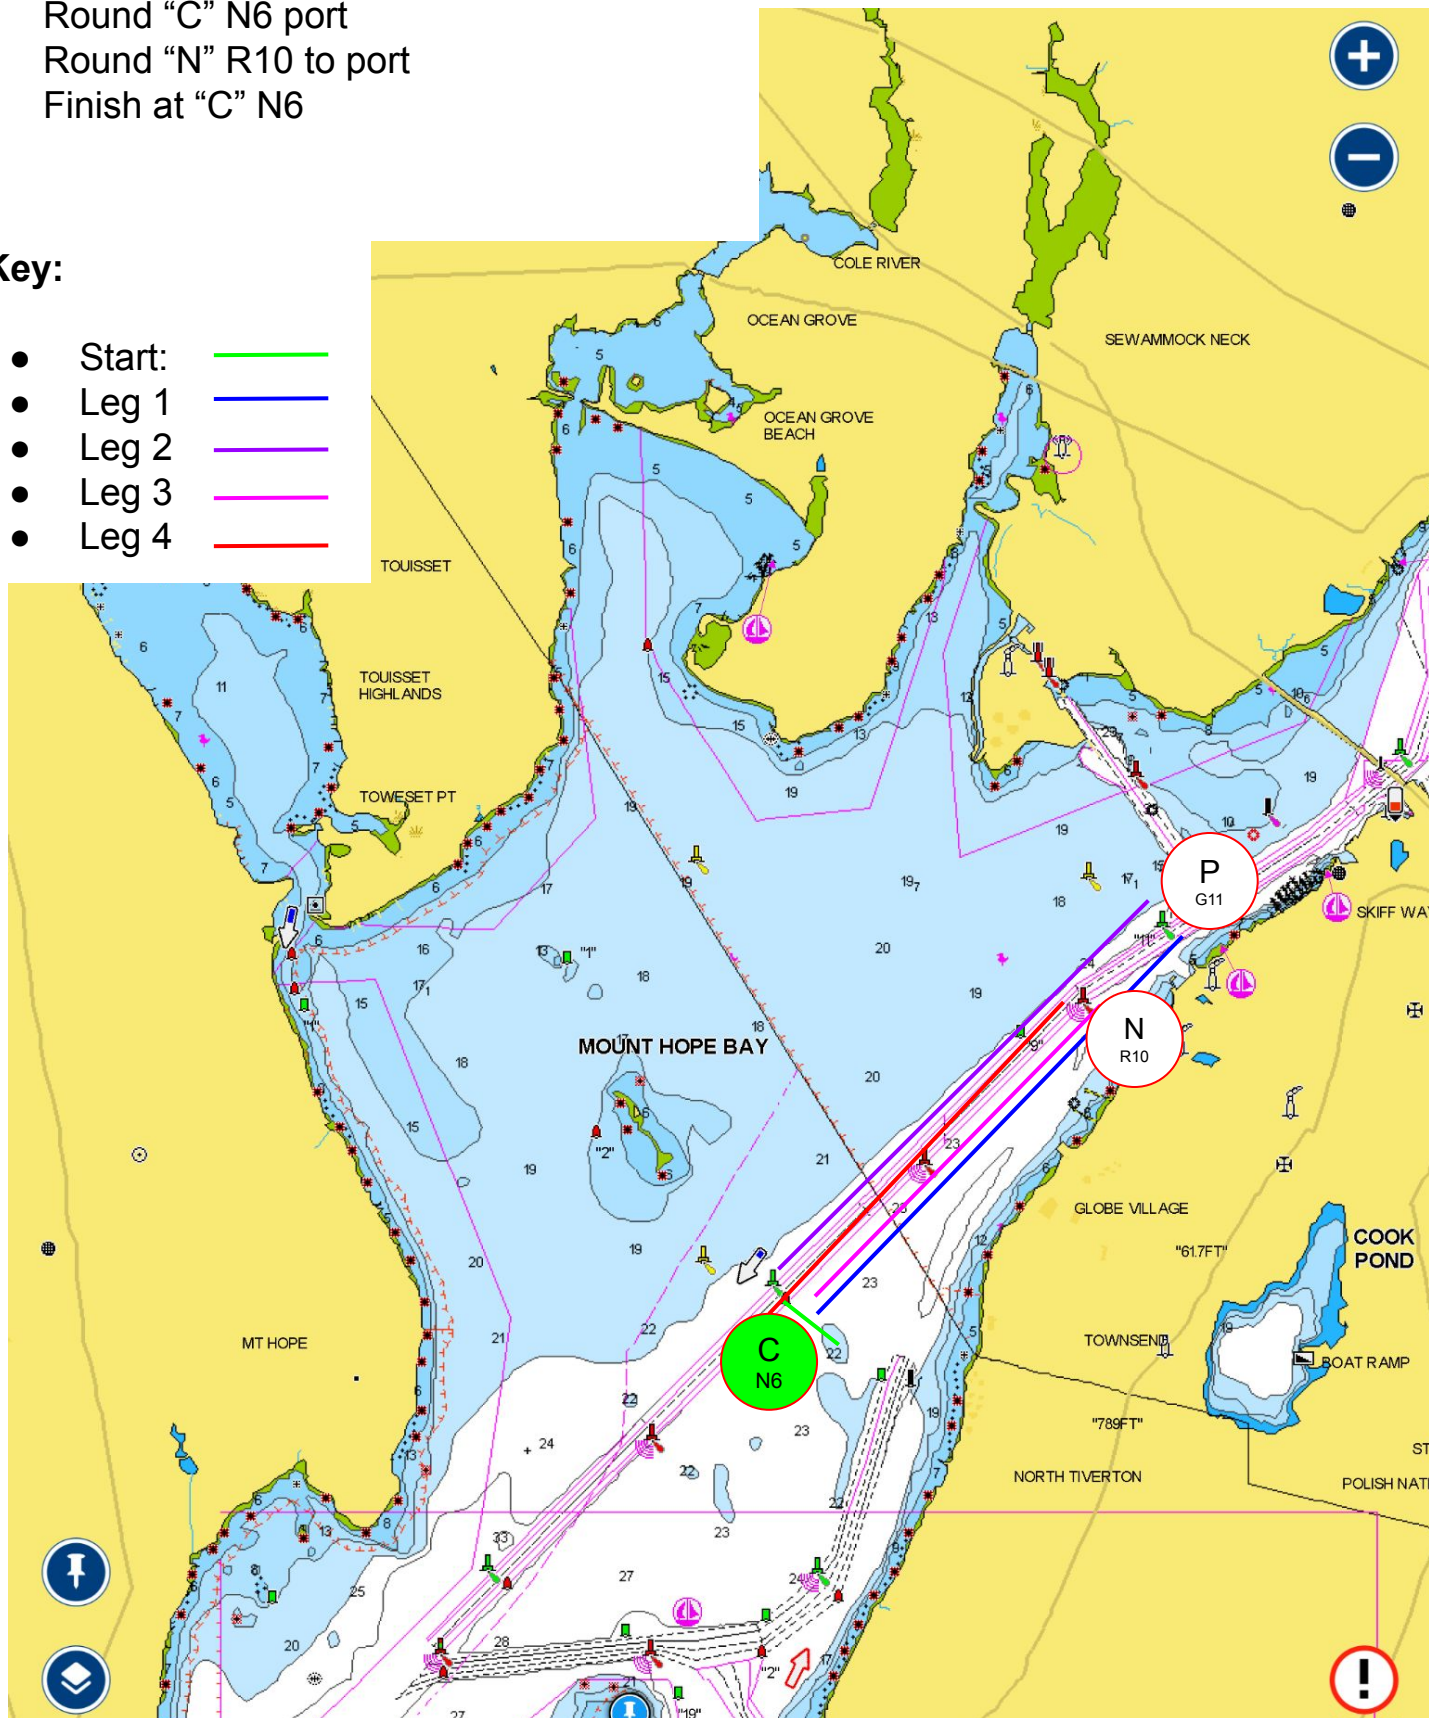 Round “C” N6 port
Round “N” R10 to port
Finish at “C” N6
Key:
● Start:
● Leg 1
● Leg 2
● Leg 3
● Leg 4
COLE RIVER
OCEAN GROVE
SEWAMMOCK NECK
OCEAN GROVE
BEACH
TOUISSET
TOUISSET
HIGHLANDS
TOWESET PT
P
G11
SKIFF WAY
"1"
"11"
N
R10
"1"
"9"
MOUNT HOPE BAY
"2"
GLOBE VILLAGE
"61.7FT"
COOK
POND
MT HOPE
C
N6
TOWNSEND
BOAT RAMP
"789FT"
NORTH TIVERTON
ST
POLISH NATI
"2"
"19"